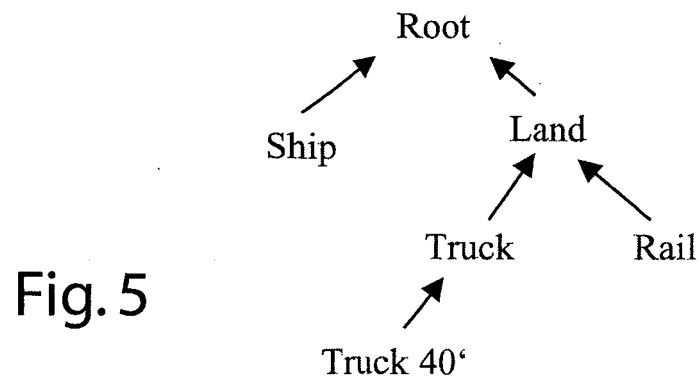 Root
Ship
Land
Truck
Rail
Fig. 5
Truck 40‘